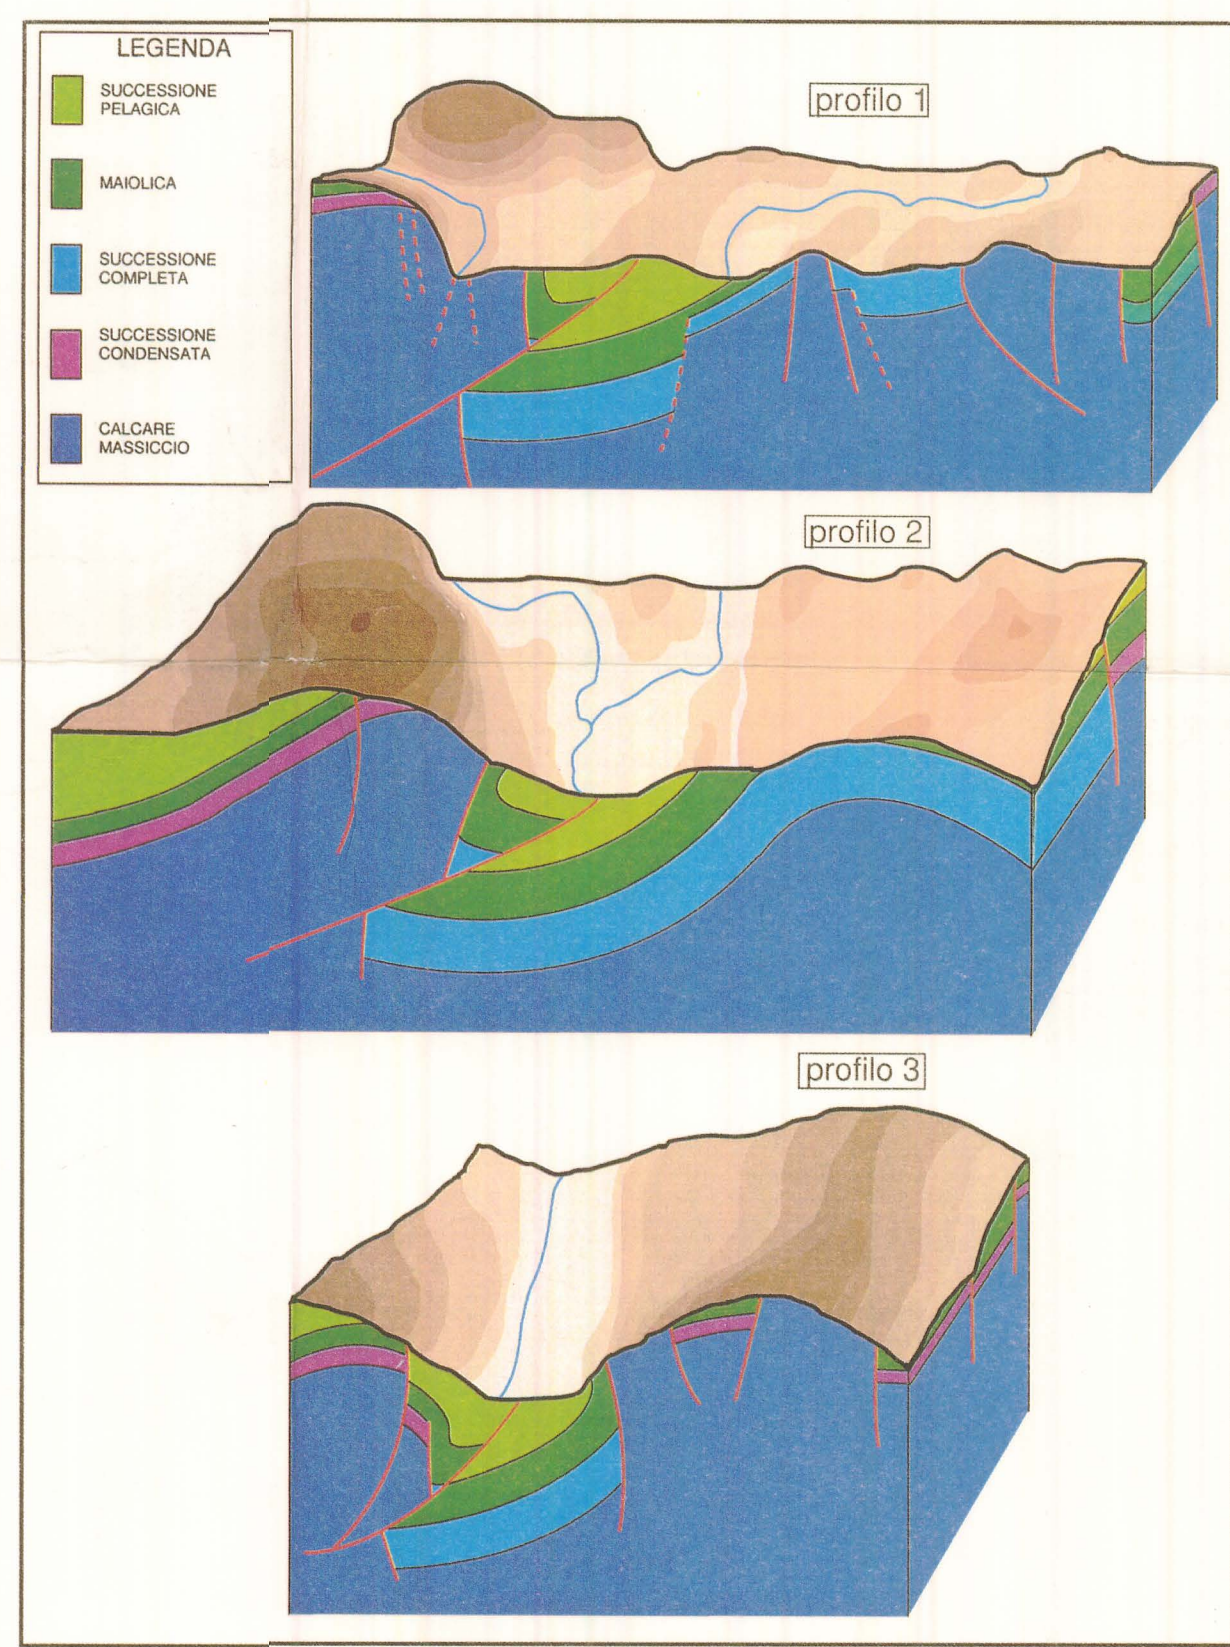 LEGENDA
SUCCESSIONE
PELAGICA
MAIOLICA
SUCCESSIONE
COMPLETA
SUCCESSIONE
CONDENSATA
CALCARE
MASSICCIO
profilo 1
profilo 2
profilo 3